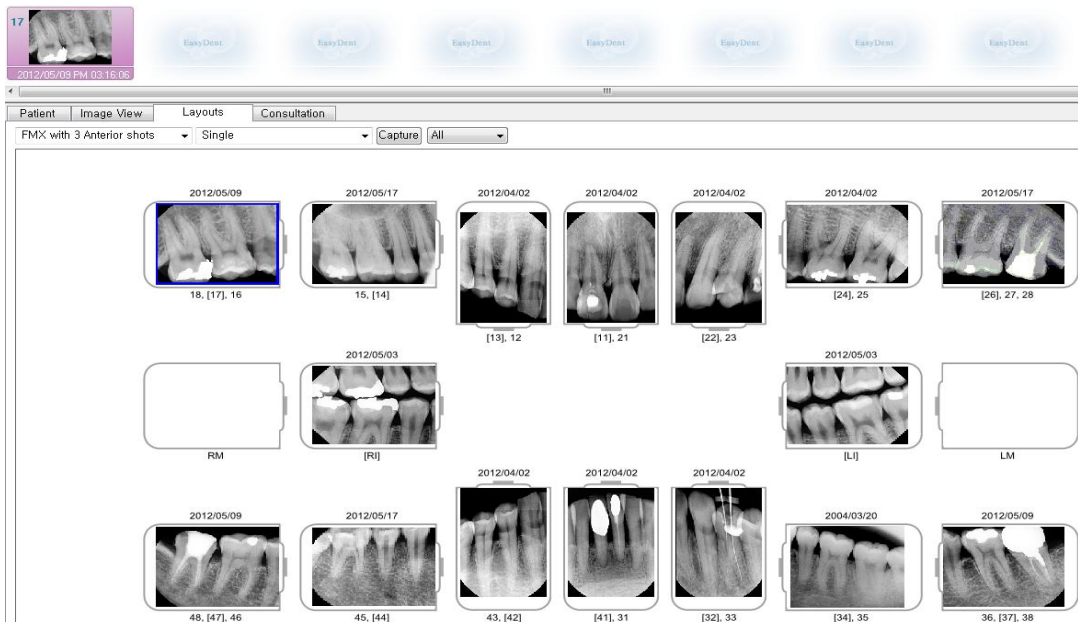 17
2012/05/09 PM 03:16:06
EasyDent EasyDent EasyDent EasyDent EasyDent EasyDent EasyDent
Patient Image View Layouts Consultation
FMX with 3 Anterior shots Single Capture All
2012/05/09 2012/05/17 2012/04/02 2012/04/02 2012/04/02 2012/04/02 2012/05/17
18, [17], 16 15, [14] [24], 25 [26], 27, 28
[13], 12 [11], 21 [22], 23
2012/05/03 2012/05/03
RM [RI] [LI] LM
2012/04/02 2012/04/02 2012/04/02
2012/05/09 2012/05/17 2004/03/20 2012/05/09
48, [47], 46 45, [44] 43, [42] [41], 31 [32], 33 [34], 35 36, [37], 38